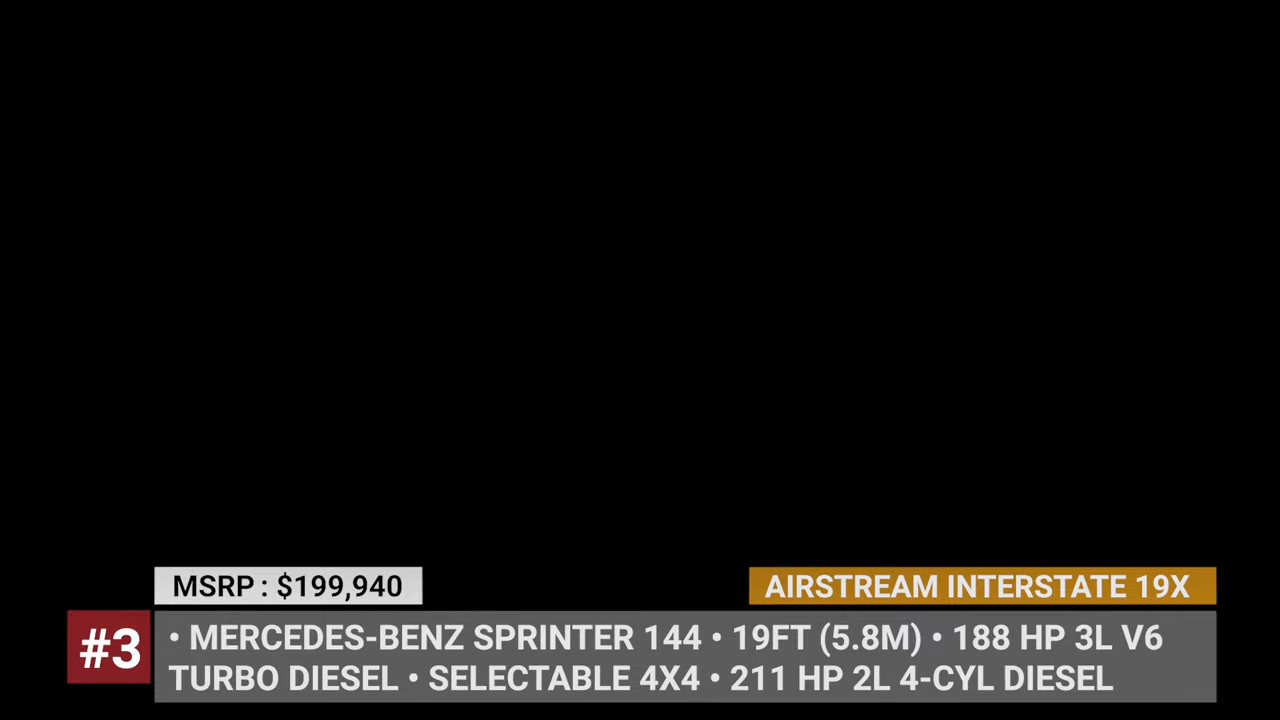 MSRP : $199,940
AIRSTREAM INTERSTATE 19X
#3
• MERCEDES-BENZ SPRINTER 144 • 19FT (5.8M) • 188 HP 3L V6
TURBO DIESEL • SELECTABLE 4X4 • 211 HP 2L 4-CYL DIESEL